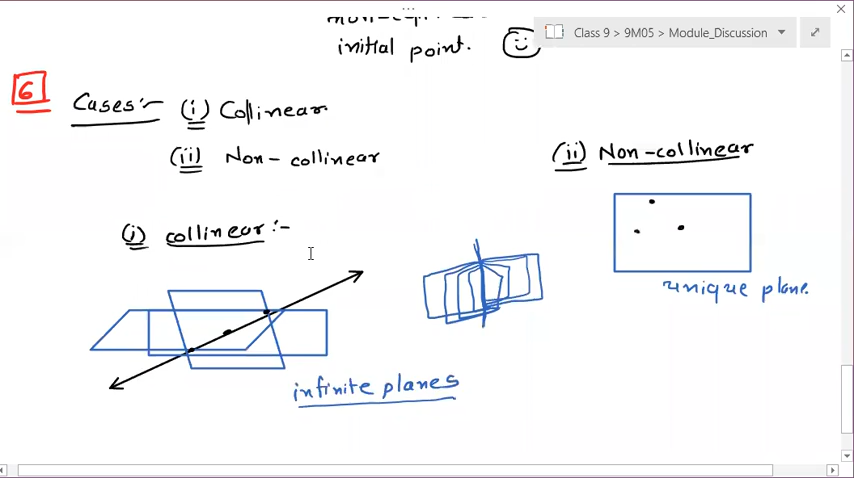 initial point.
Class 9 > 9M05 > Module_Discussion
6
Cases:- (i) Collinear.
(ii) Non-collinear
(ii) Non-collinear
(i) collinear:-
unique plane.
infinite planes